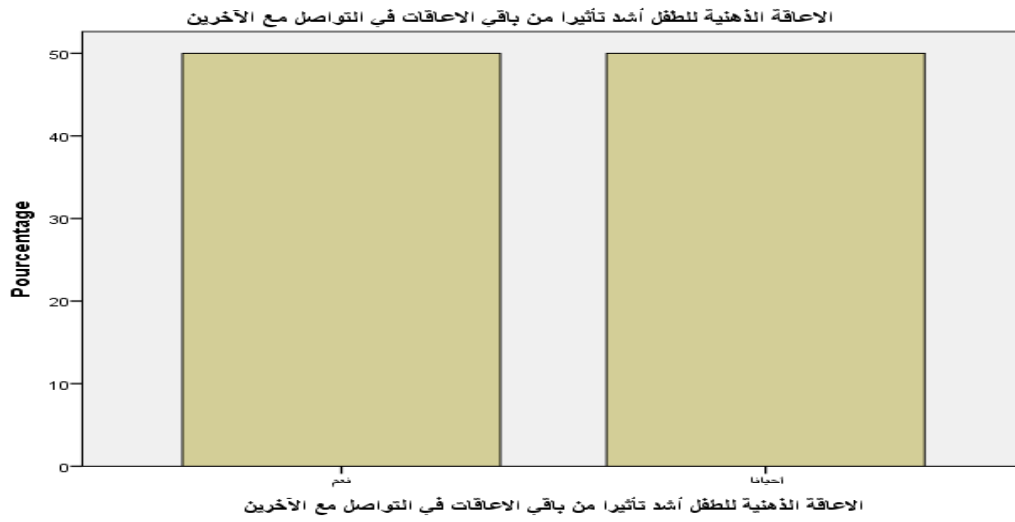 الاعاقة الذهنية للطفل أشد تأثيرا من باقي الاعاقات في التواصل مع الآخرين
50
40
30
20
10
0
Pourcentage
نعم
أحيانا
الاعاقة الذهنية للطفل أشد تأثيرا من باقي الاعاقات في التواصل مع الآخرين